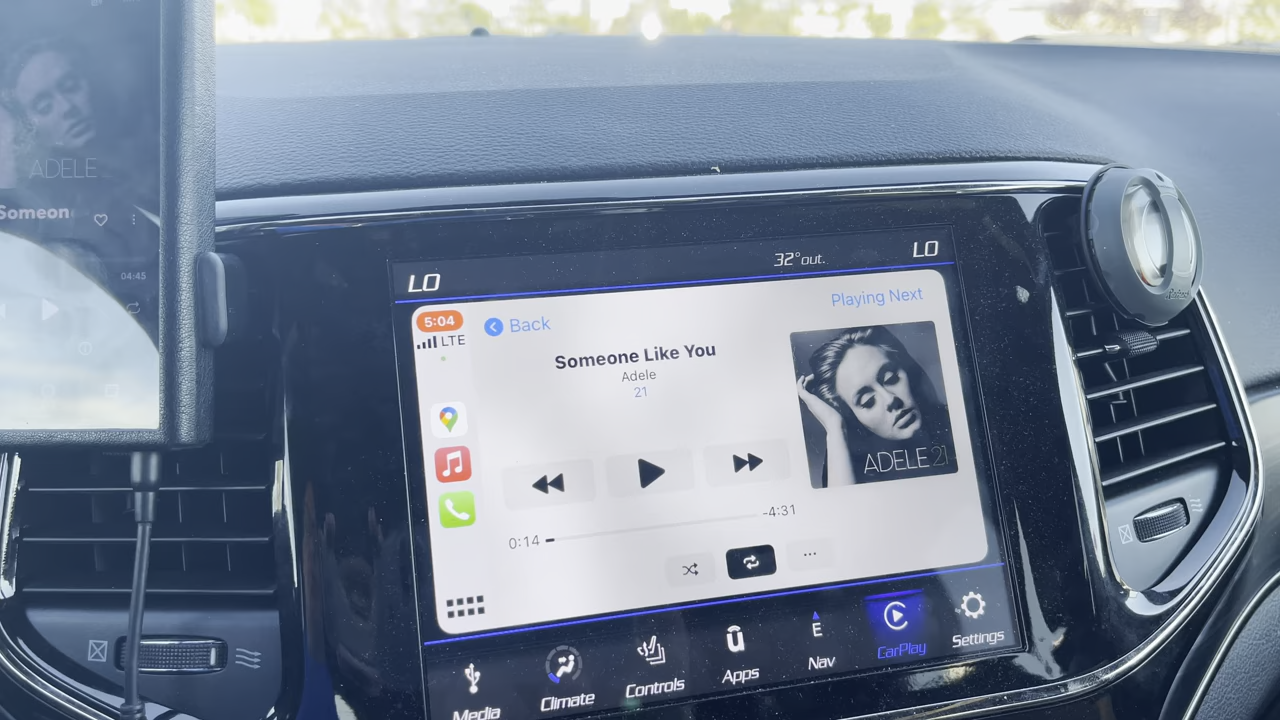 ADELE
Someon
04:45
LO
32° out.
LO
5:04
LTE
Back
Playing Next
Someone Like You
Adele
21
ADELE 21
0:14
-4:31
E
Media
Climate
Controls
Apps
Nav
CarPlay
Settings